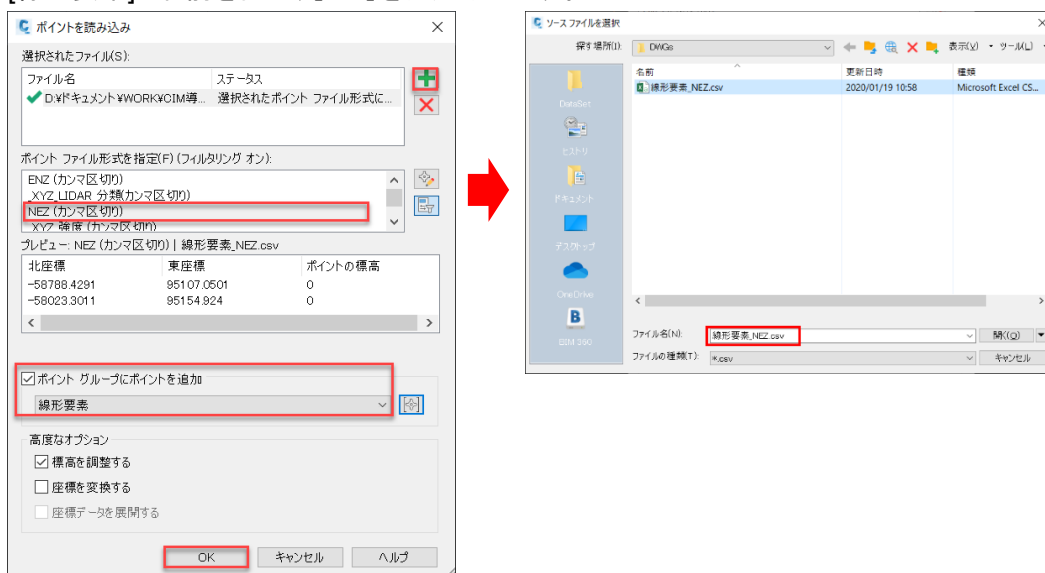 ポイントを読み込み
選択されたファイル(S):
ファイル名 ステータス
D:¥ドキュメント¥WORK¥CIM導... 選択されたポイント ファイル形式に...
ポイント ファイル形式を指定(F) (フィルタリング オン):
ENZ (カンマ区切り)
_XYZ_LIDAR 分類(カンマ区切り)
NEZ (カンマ区切り)
_XYZ 強度 (カンマ区切り)
プレビュー: NEZ (カンマ区切り) | 線形要素_NEZ.csv
北座標 東座標 ポイントの標高
-58788.4291 95107.0501 0
-58023.3011 95154.924 0
ポイント グループにポイントを追加
線形要素
高度なオプション
標高を調整する
座標を変換する
座標データを展開する
OK キャンセル ヘルプ
ソース ファイルを選択
探す場所(I): DWGs 表示(V) ツール(L)
名前 更新日時 種類
線形要素_NEZ.csv 2020/01/19 10:58 Microsoft Excel CS...
DataSet
ヒストリ
ドキュメント
デスクトップ
OneDrive
BIM 360
ファイル名(N): 線形要素_NEZ.csv 開く(O)
ファイルの種類(T): *.csv キャンセル